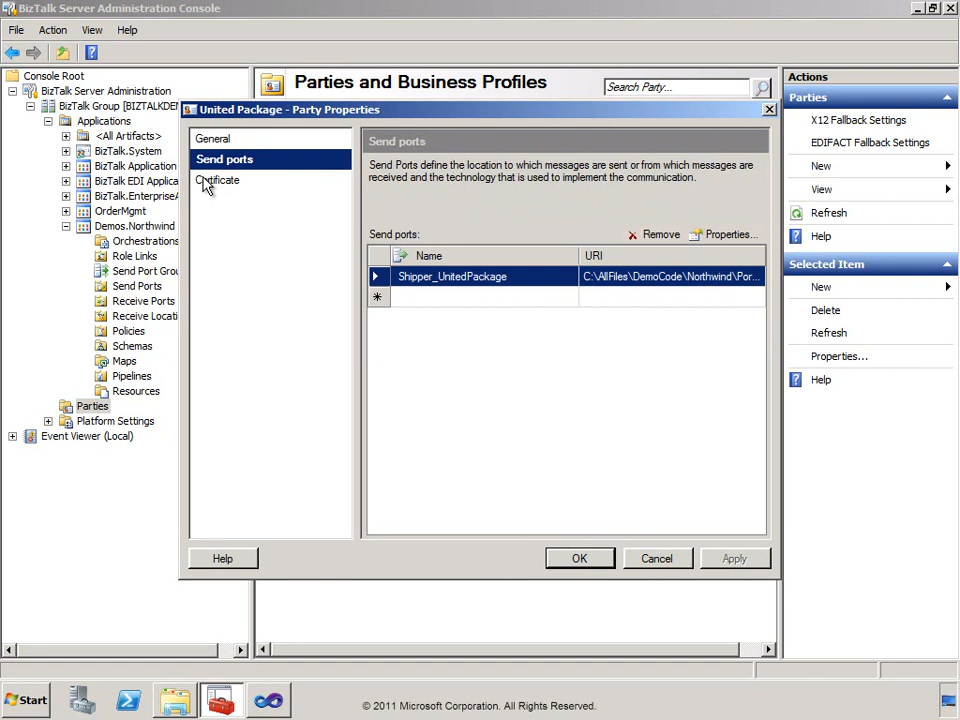 BizTalk Server Administration Console
File Action View Help
Console Root
BizTalk Server Administration
BizTalk Group [BIZTALKDEM
Applications
<All Artifacts>
BizTalk.System
BizTalk Application
BizTalk EDI Applica
BizTalk.EnterpriseA
OrderMgmt
Demos.Northwind
Orchestrations
Role Links
Send Port Grou
Send Ports
Receive Ports
Receive Locati
Policies
Schemas
Maps
Pipelines
Resources
Parties
Platform Settings
Event Viewer (Local)
Parties and Business Profiles
Search Party...
United Package - Party Properties
General
Send ports
Certificate
Send ports
Send Ports define the location to which messages are sent or from which messages are
received and the technology that is used to implement the communication.
Send ports:
Remove Properties...
Name URI
Shipper_UnitedPackage C:\AllFiles\DemoCode\Northwind\Por...
Help OK Cancel Apply
Actions
Parties
X12 Fallback Settings
EDIFACT Fallback Settings
New
View
Refresh
Help
Selected Item
New
Delete
Refresh
Properties...
Help
Start
© 2011 Microsoft Corporation. All Rights Reserved.